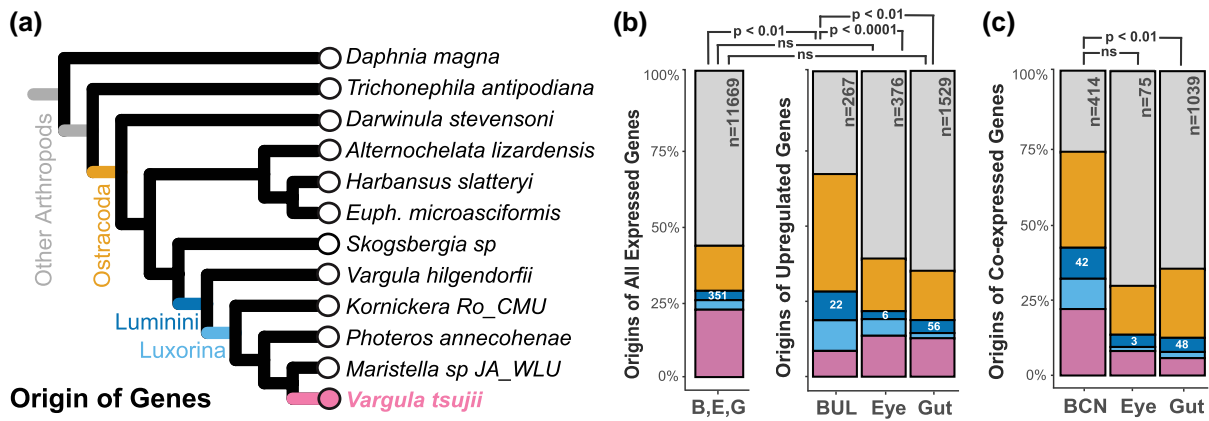 (a)
Daphnia magna
Trichonephila antipodiana
Darwinula stevensoni
Alternochelata lizardensis
Harbansus slatteryi
Euph. microasciformis
Skogsbergia sp
Vargula hilgendorfii
Kornickera Ro_CMU
Photeros annecohenae
Maristella sp JA_WLU
Vargula tsujii
Other Arthropods
Ostracoda
Luminini
Luxorina
Origin of Genes
(b)
p < 0.01
p < 0.01
p < 0.0001
ns
ns
Origins of All Expressed Genes
100%
75%
50%
25%
0%
n=11669
351
B,E,G
Origins of Upregulated Genes
n=267
n=376
n=1529
22
6
56
BUL Eye Gut
(c)
p < 0.01
ns
Origins of Co-expressed Genes
100%
75%
50%
25%
0%
n=414
n=75
n=1039
42
3
48
BCN Eye Gut